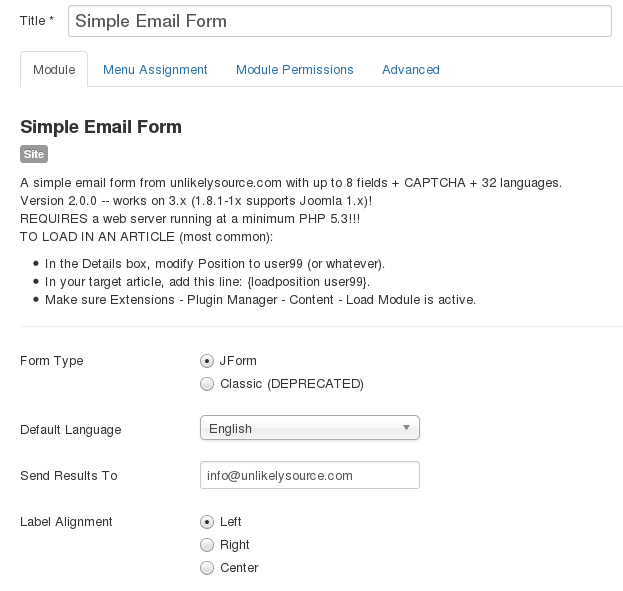 Title * Simple Email Form
Module Menu Assignment Module Permissions Advanced
Simple Email Form
Site
A simple email form from unlikelysource.com with up to 8 fields + CAPTCHA + 32 languages.
Version 2.0.0 -- works on 3.x (1.8.1-1x supports Joomla 1.x)!
REQUIRES a web server running at a minimum PHP 5.3!!!
TO LOAD IN AN ARTICLE (most common):
• In the Details box, modify Position to user99 (or whatever).
• In your target article, add this line: {loadposition user99}.
• Make sure Extensions - Plugin Manager - Content - Load Module is active.
Form Type JForm
Classic (DEPRECATED)
Default Language English
Send Results To info@unlikelysource.com
Label Alignment Left
Right
Center